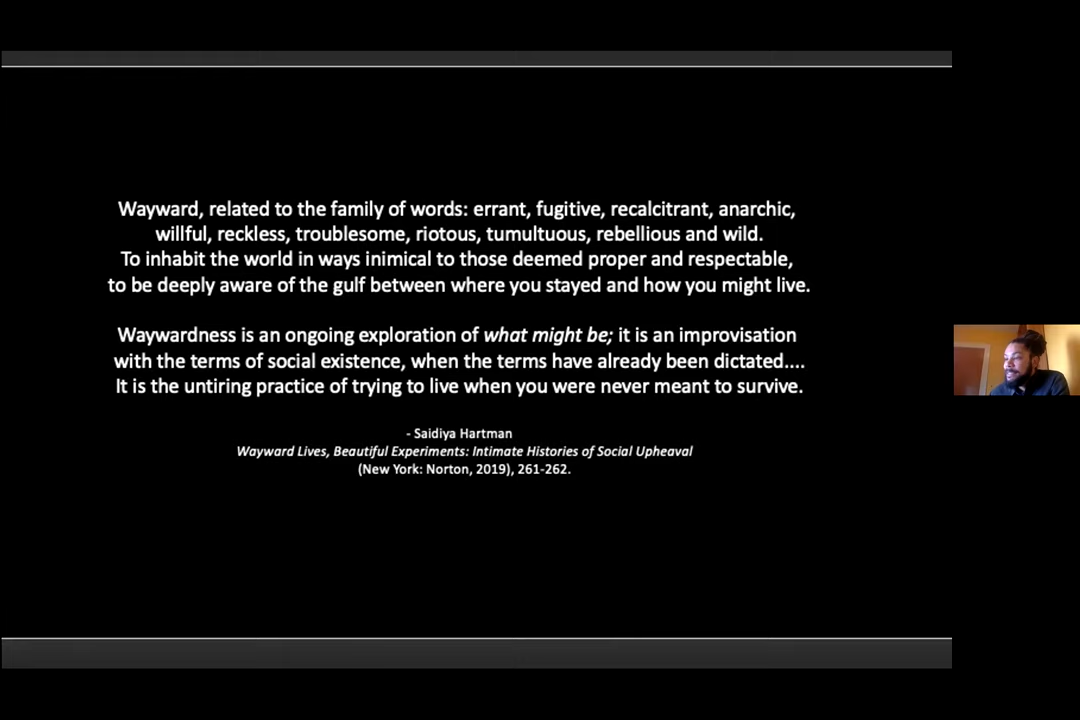 Wayward, related to the family of words: errant, fugitive, recalcitrant, anarchic,
willful, reckless, troublesome, riotous, tumultuous, rebellious and wild.
To inhabit the world in ways inimical to those deemed proper and respectable,
to be deeply aware of the gulf between where you stayed and how you might live.
Waywardness is an ongoing exploration of what might be; it is an improvisation
with the terms of social existence, when the terms have already been dictated....
It is the untiring practice of trying to live when you were never meant to survive.
- Saidiya Hartman
Wayward Lives, Beautiful Experiments: Intimate Histories of Social Upheaval
(New York: Norton, 2019), 261-262.